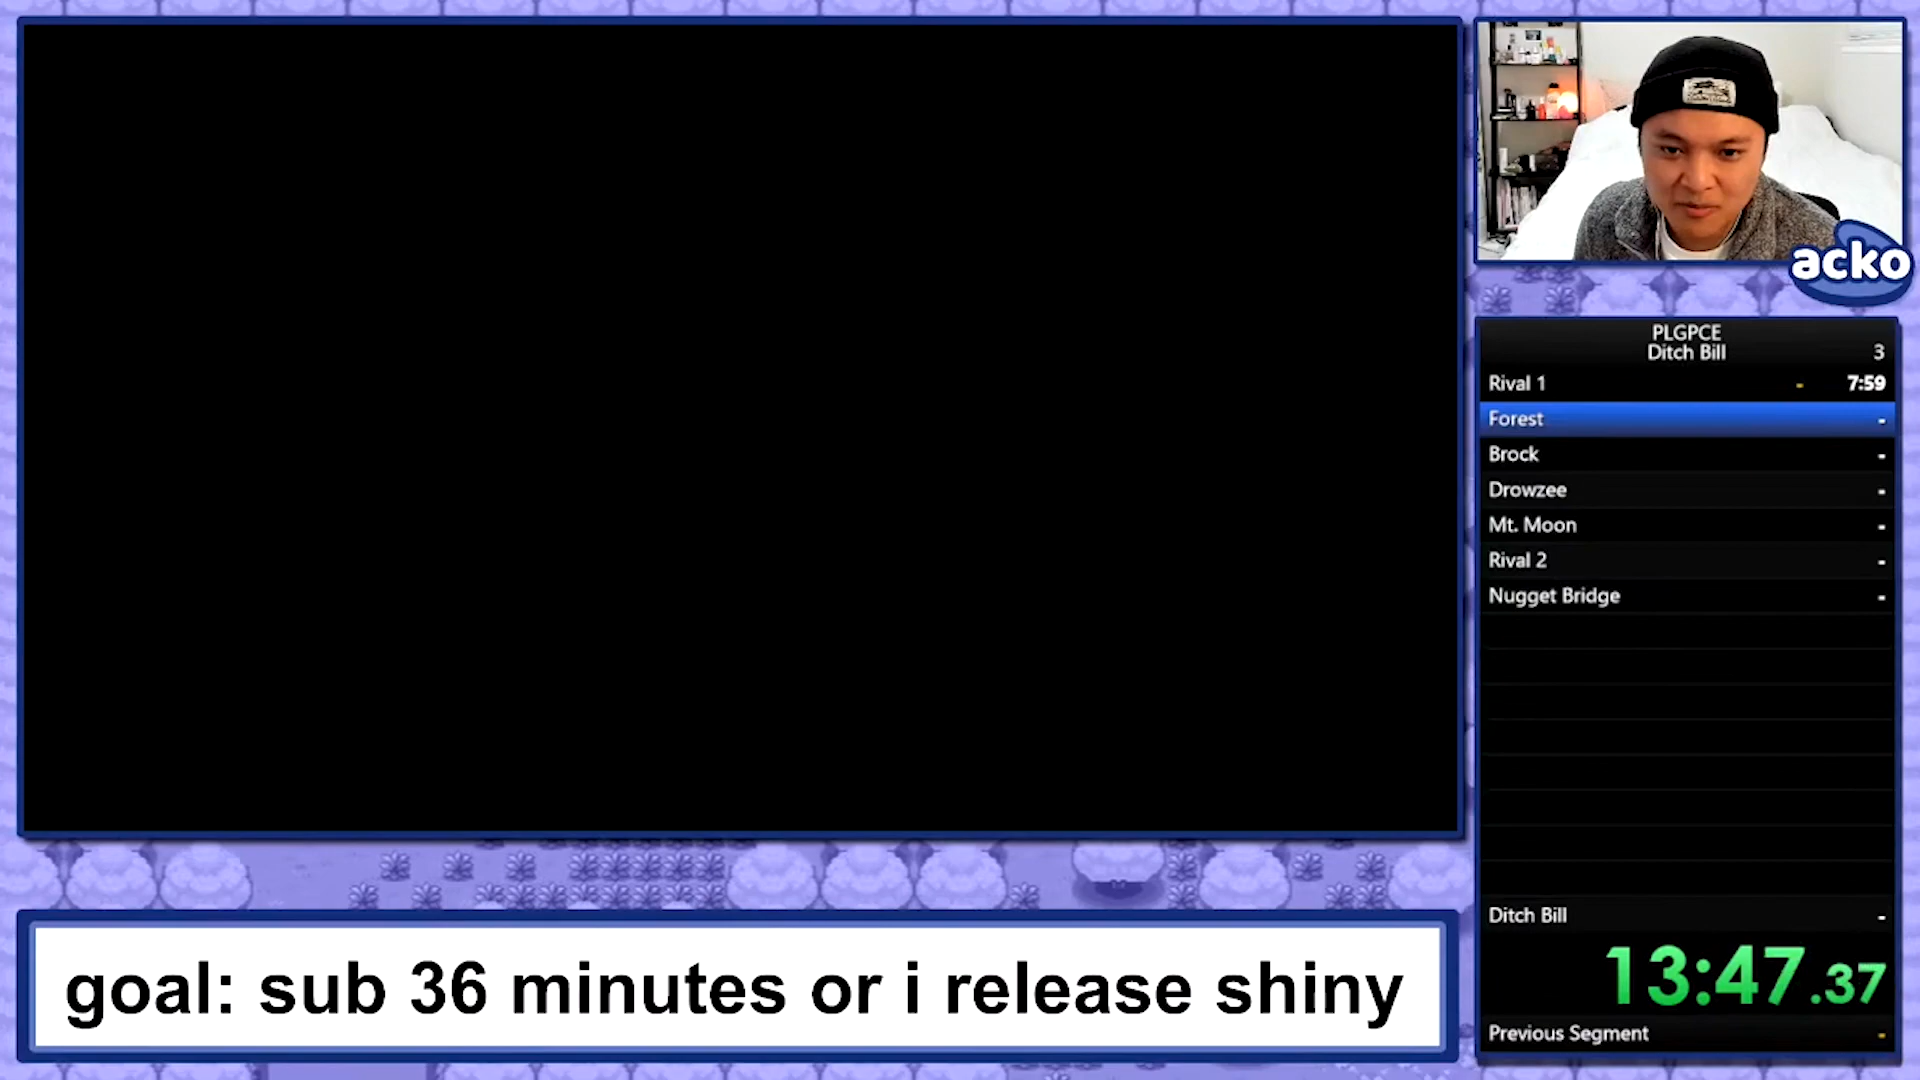 acko
PLGPCE
Ditch Bill 3
Rival 1 - 7:59
Forest -
Brock -
Drowzee -
Mt. Moon -
Rival 2 -
Nugget Bridge -
Ditch Bill -
13:47.37
Previous Segment -
goal: sub 36 minutes or i release shiny